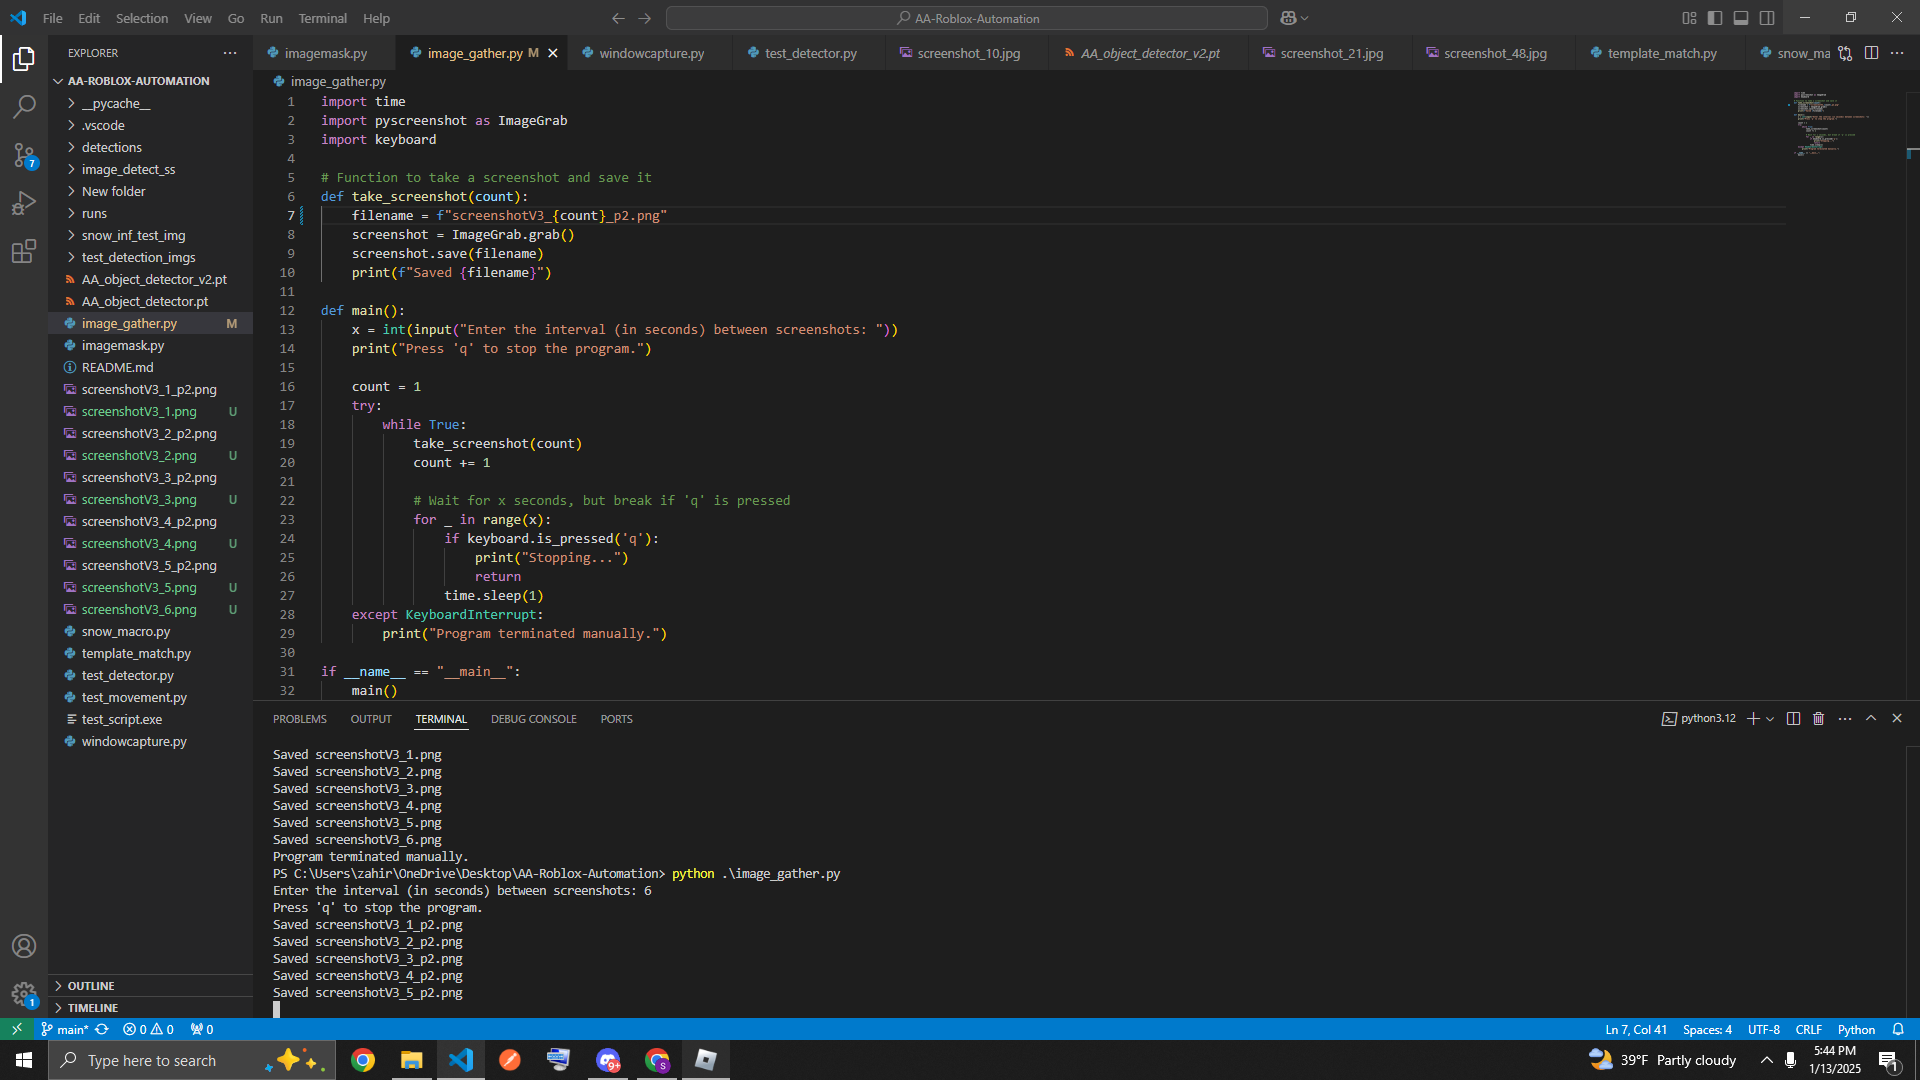 File Edit Selection View Go Run Terminal Help
AA-Roblox-Automation
EXPLORER
AA-ROBLOX-AUTOMATION
__pycache__
.vscode
detections
image_detect_ss
New folder
runs
snow_inf_test_img
test_detection_imgs
AA_object_detector_v2.pt
AA_object_detector.pt
image_gather.py M
imagemask.py
README.md
screenshotV3_1_p2.png
screenshotV3_1.png U
screenshotV3_2_p2.png
screenshotV3_2.png U
screenshotV3_3_p2.png
screenshotV3_3.png U
screenshotV3_4_p2.png
screenshotV3_4.png U
screenshotV3_5_p2.png
screenshotV3_5.png U
screenshotV3_6.png U
snow_macro.py
template_match.py
test_detector.py
test_movement.py
test_script.exe
windowcapture.py
OUTLINE
TIMELINE
7
1
imagemask.py image_gather.py M windowcapture.py test_detector.py screenshot_10.jpg AA_object_detector_v2.pt screenshot_21.jpg screenshot_48.jpg template_match.py snow_ma
image_gather.py
1 import time
2 import pyscreenshot as ImageGrab
3 import keyboard
4
5 # Function to take a screenshot and save it
6 def take_screenshot(count):
7     filename = f"screenshotV3_{count}_p2.png"
8     screenshot = ImageGrab.grab()
9     screenshot.save(filename)
10     print(f"Saved {filename}")
11
12 def main():
13     x = int(input("Enter the interval (in seconds) between screenshots: "))
14     print("Press 'q' to stop the program.")
15
16     count = 1
17     try:
18         while True:
19             take_screenshot(count)
20             count += 1
21
22             # Wait for x seconds, but break if 'q' is pressed
23             for _ in range(x):
24                 if keyboard.is_pressed('q'):
25                     print("Stopping...")
26                     return
27                 time.sleep(1)
28     except KeyboardInterrupt:
29         print("Program terminated manually.")
30
31 if __name__ == "__main__":
32     main()
PROBLEMS OUTPUT TERMINAL DEBUG CONSOLE PORTS
python3.12
Saved screenshotV3_1.png
Saved screenshotV3_2.png
Saved screenshotV3_3.png
Saved screenshotV3_4.png
Saved screenshotV3_5.png
Saved screenshotV3_6.png
Program terminated manually.
PS C:\Users\zahir\OneDrive\Desktop\AA-Roblox-Automation> python .\image_gather.py
Enter the interval (in seconds) between screenshots: 6
Press 'q' to stop the program.
Saved screenshotV3_1_p2.png
Saved screenshotV3_2_p2.png
Saved screenshotV3_3_p2.png
Saved screenshotV3_4_p2.png
Saved screenshotV3_5_p2.png
main* 0 0 0
Ln 7, Col 41 Spaces: 4 UTF-8 CRLF Python
Type here to search
9+
S
39°F Partly cloudy
5:44 PM
1/13/2025
1